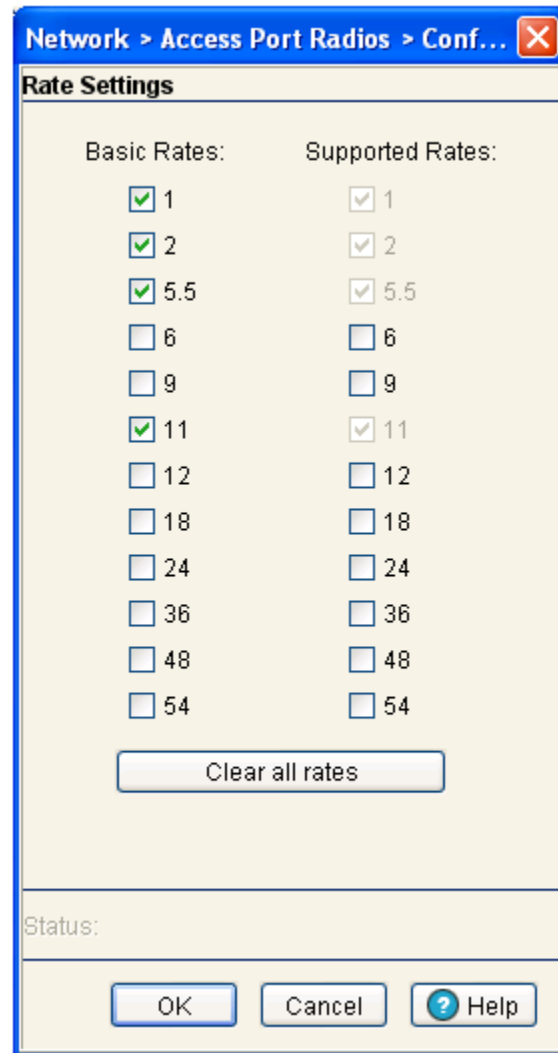 Network > Access Port Radios > Conf...
Rate Settings
Basic Rates: Supported Rates:
1 1
2 2
5.5 5.5
6 6
9 9
11 11
12 12
18 18
24 24
36 36
48 48
54 54
Clear all rates
Status:
OK Cancel ? Help